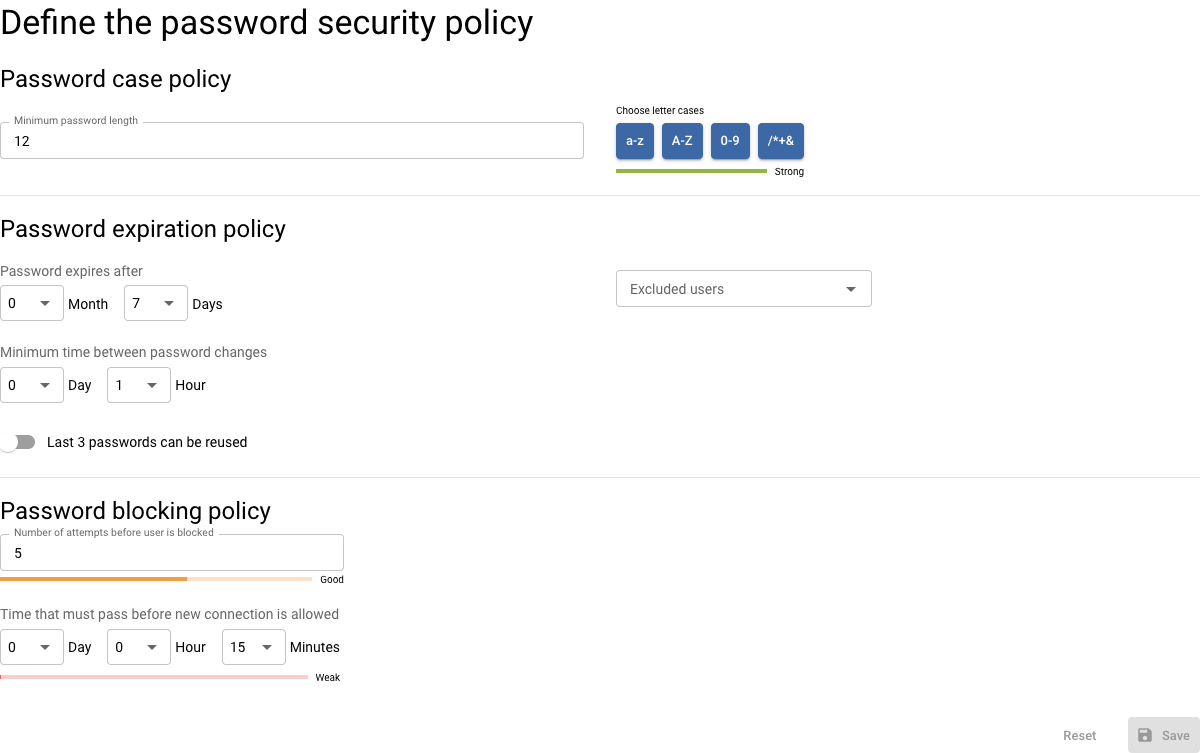 Define the password security policy
Password case policy
Minimum password length
12
Choose letter cases
a-z A-Z 0-9 /*+&
Strong
Password expiration policy
Password expires after
0 Month 7 Days
Excluded users
Minimum time between password changes
0 Day 1 Hour
Last 3 passwords can be reused
Password blocking policy
Number of attempts before user is blocked
5
Good
Time that must pass before new connection is allowed
0 Day 0 Hour 15 Minutes
Weak
Reset Save